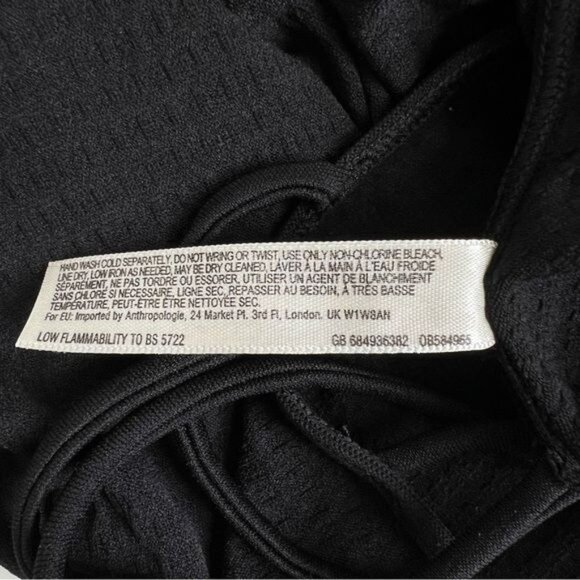 HAND WASH COLD SEPARATELY, DO NOT WRING OR TWIST, USE ONLY NON-CHLORINE BLEACH,
LINE DRY, LOW IRON AS NEEDED, MAY BE DRY CLEANED, LAVER À LA MAIN À L'EAU FROIDE
SÉPARÉMENT, NE PAS TORDRE OU ESSORER, UTILISER UN AGENT DE BLANCHIMENT
SANS CHLORE SI NECESSAIRE, LIGNE SEC, REPASSER AU BESOIN, À TRÈS BASSE
TEMPÉRATURE, PEUT-ÊTRE ÊTRE NETTOYÉE SEC.
For EU: Imported by Anthropologie, 24 Market Pl. 3rd Fl, London. UK W1W8AN
LOW FLAMMABILITY TO BS 5722 GB 684936382 OB584965